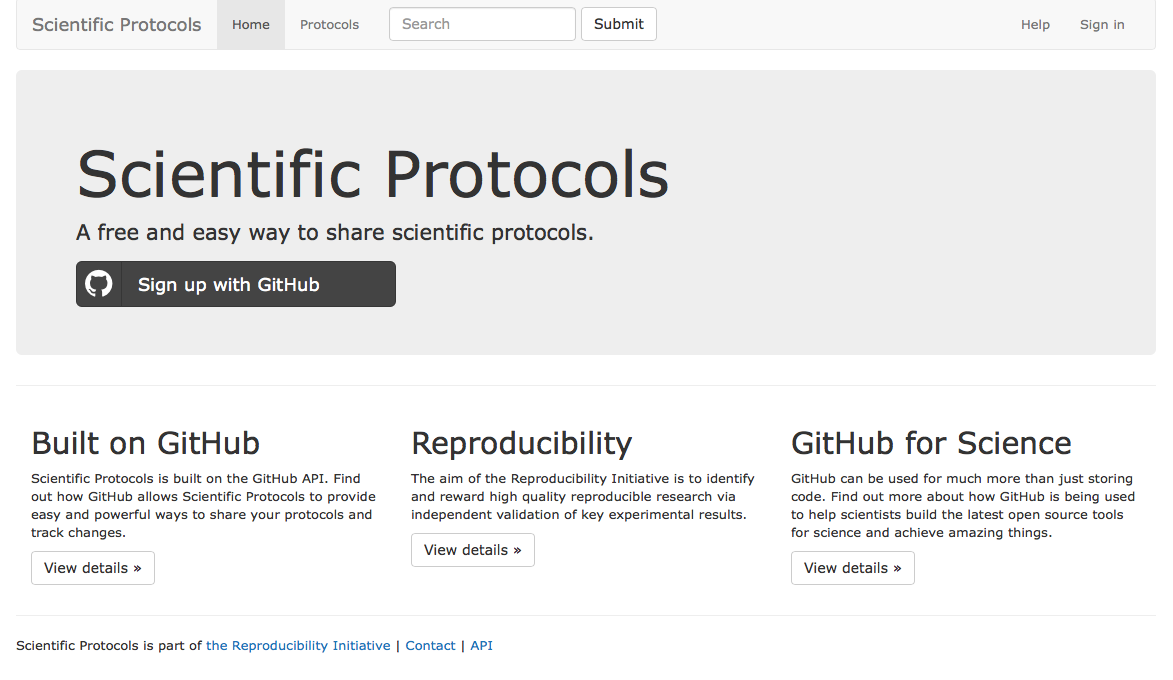 Scientific Protocols Home Protocols Search Submit Help Sign in
Scientific Protocols
A free and easy way to share scientific protocols.
Sign up with GitHub
Built on GitHub
Scientific Protocols is built on the GitHub API. Find
out how GitHub allows Scientific Protocols to provide
easy and powerful ways to share your protocols and
track changes.
View details »
Reproducibility
The aim of the Reproducibility Initiative is to identify
and reward high quality reproducible research via
independent validation of key experimental results.
View details »
GitHub for Science
GitHub can be used for much more than just storing
code. Find out more about how GitHub is being used
to help scientists build the latest open source tools
for science and achieve amazing things.
View details »
Scientific Protocols is part of the Reproducibility Initiative | Contact | API